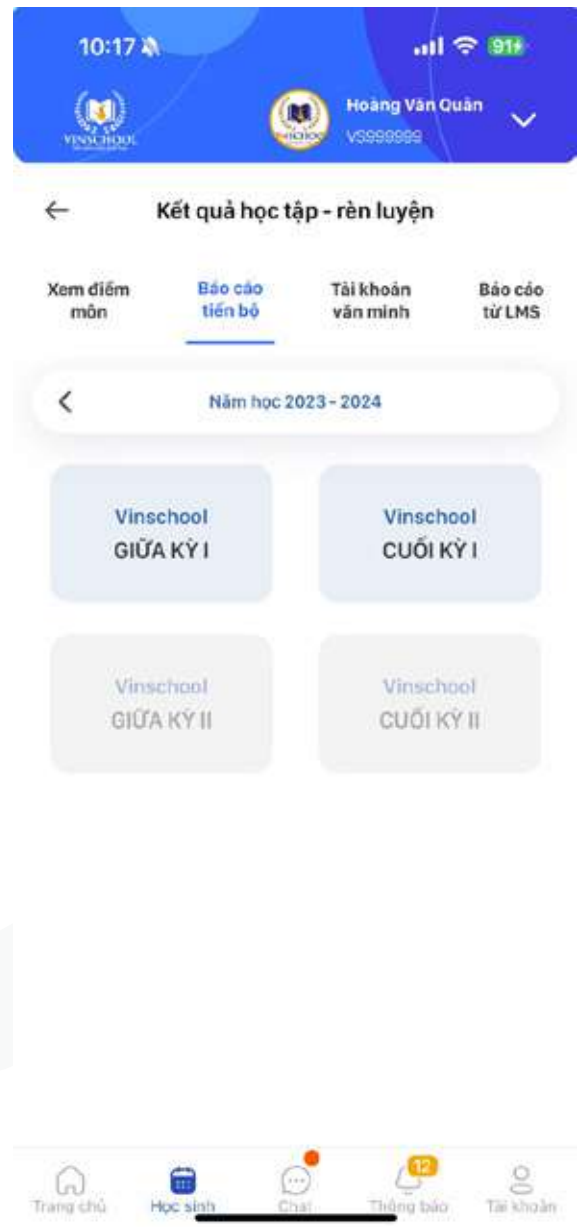 10:17
91
VINSCHOOL
Hoàng Văn Quân
VS999999
Kết quả học tập - rèn luyện
Xem điểm môn
Báo cáo tiến bộ
Tài khoản văn minh
Báo cáo từ LMS
Năm học 2023 - 2024
Vinschool
GIỮA KỲ I
Vinschool
CUỐI KỲ I
Vinschool
GIỮA KỲ II
Vinschool
CUỐI KỲ II
12
Trang chủ
Học sinh
Chat
Thông báo
Tài khoản